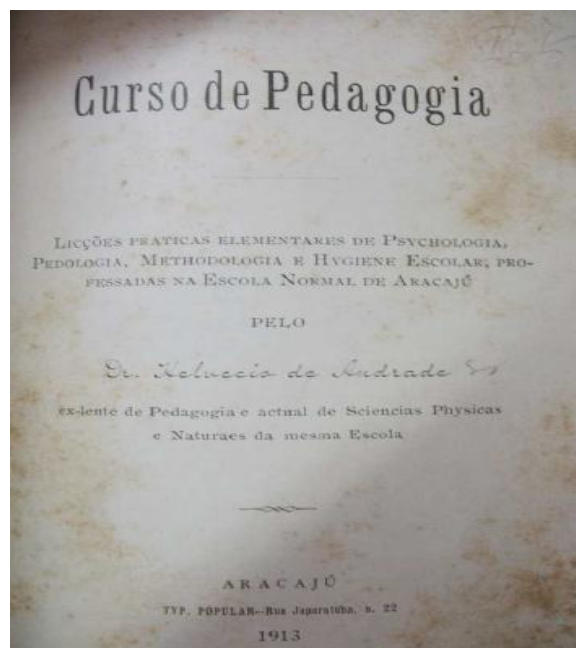 Curso de Pedagogia
LICÇÕES PRATICAS ELEMENTARES DE PSYCHOLOGIA,
PEDOLOGIA, METHODOLOGIA E HYGIENE ESCOLAR, PRO-
FESSADAS NA ESCOLA NORMAL DE ARACAJÚ
PELO
Dr. Helvecio de Andrade
ex-lente de Pedagogia e actual de Sciencias Physicas
e Naturaes da mesma Escola
ARACAJÚ
TYP. POPULAR--Rua Japaratuba, n. 22
1913